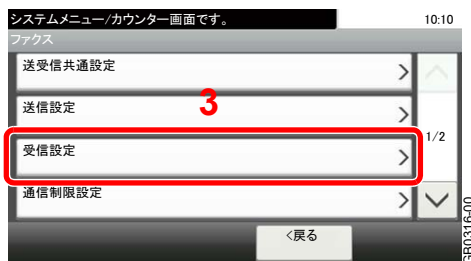 システムメニュー/カウンター画面です。
10:10
ファクス
送受信共通設定
送信設定
3
受信設定
1/2
通信制限設定
<戻る
GB0316-00